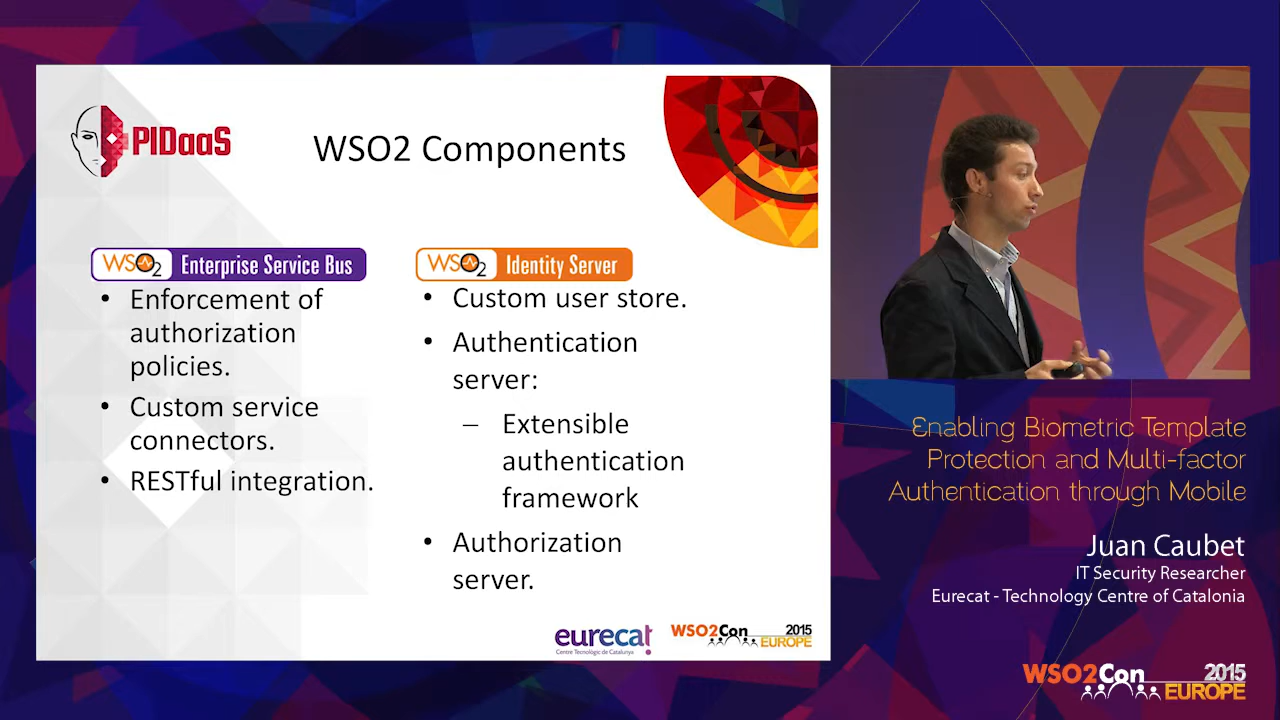 PIDaaS
WSO2 Components
WSO2 Enterprise Service Bus
• Enforcement of
authorization
policies.
• Custom service
connectors.
• RESTful integration.
WSO2 Identity Server
• Custom user store.
• Authentication
server:
– Extensible
authentication
framework
• Authorization
server.
eurecat
Centre Tecnològic de Catalunya
WSO2Con 2015
EUROPE
Enabling Biometric Template
Protection and Multi-factor
Authentication through Mobile
Juan Caubet
IT Security Researcher
Eurecat - Technology Centre of Catalonia
WSO2Con 2015
EUROPE